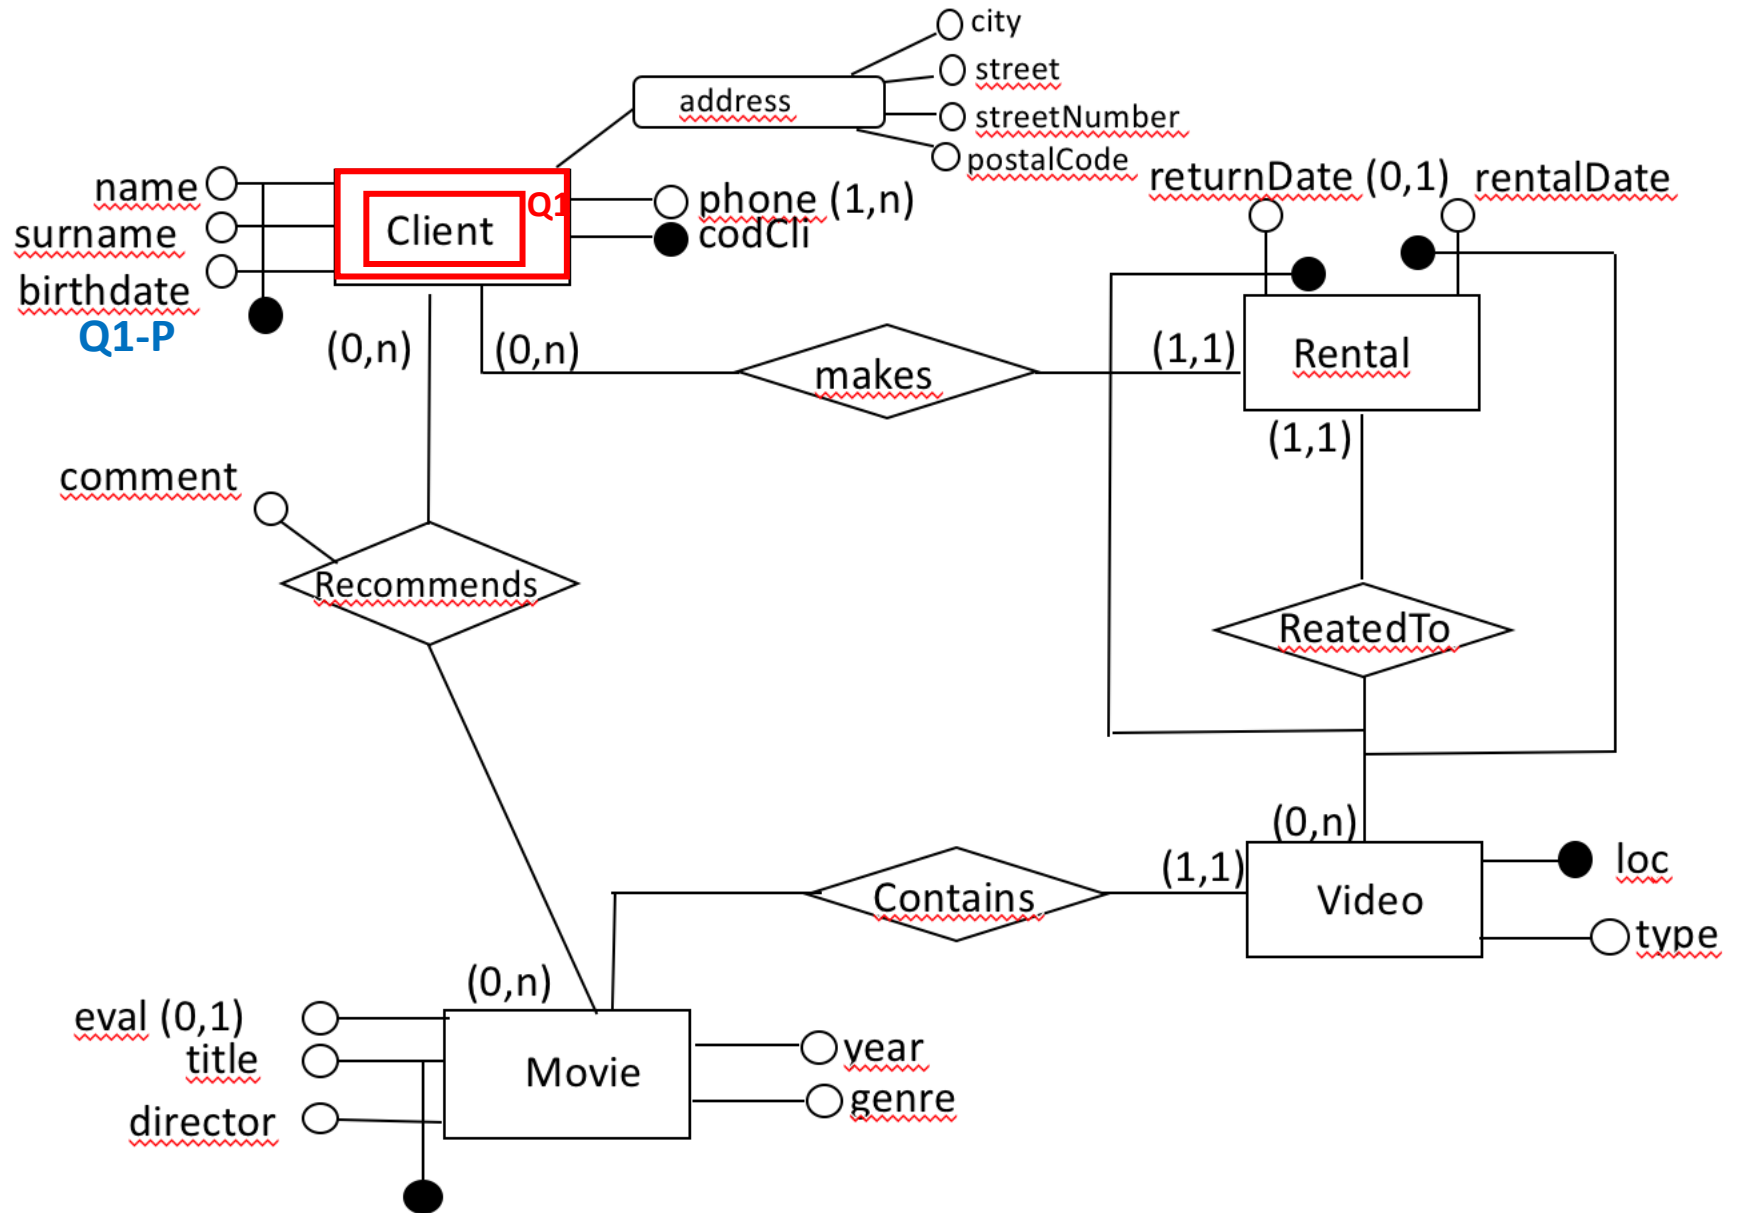 city
street
address
streetNumber
postalCode
returnDate (0,1) rentalDate
name
Q1
phone (1,n)
Client
surname
codCli
birthdate
Q1-P
(0,n)
(0,n)
makes
(1,1)
Rental
(1,1)
comment
Recommends
ReatedTo
(0,n)
(1,1)
loc
Contains
Video
type
(0,n)
eval (0,1)
title
year
Movie
genre
director